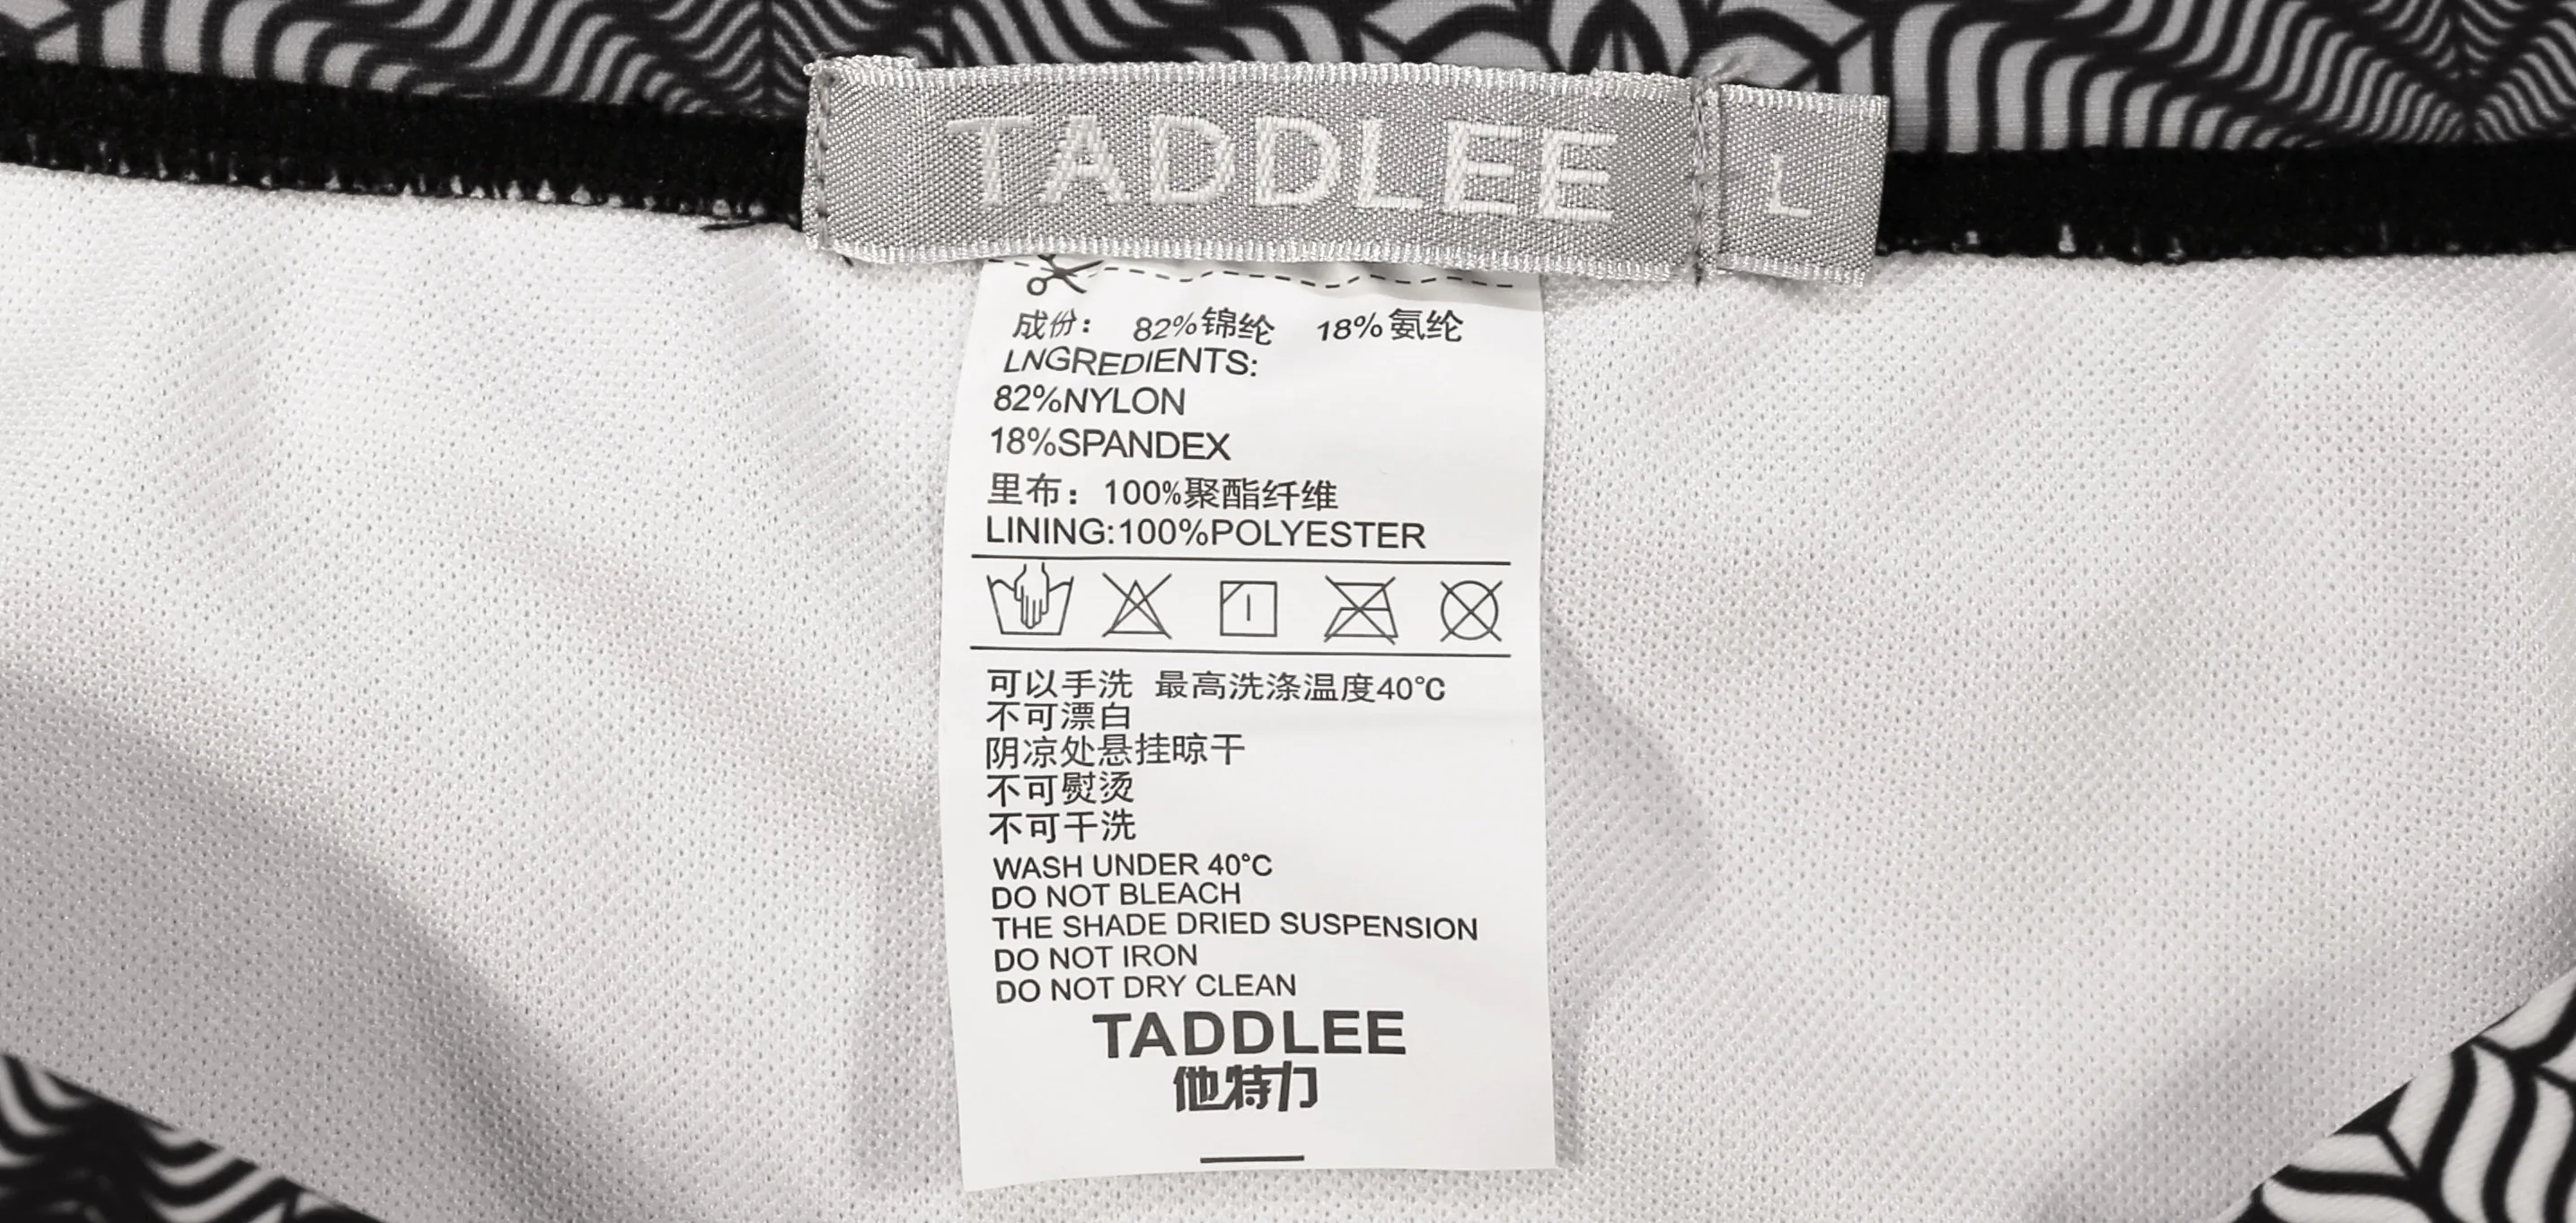 TADDLEE
L
成份： 82%锦纶 18%氨纶
LNGREDIENTS:
82%NYLON
18%SPANDEX
里布：100%聚酯纤维
LINING:100%POLYESTER
可以手洗 最高洗涤温度40℃
不可漂白
阴凉处悬挂晾干
不可熨烫
不可干洗
WASH UNDER 40℃
DO NOT BLEACH
THE SHADE DRIED SUSPENSION
DO NOT IRON
DO NOT DRY CLEAN
TADDLEE
他特力